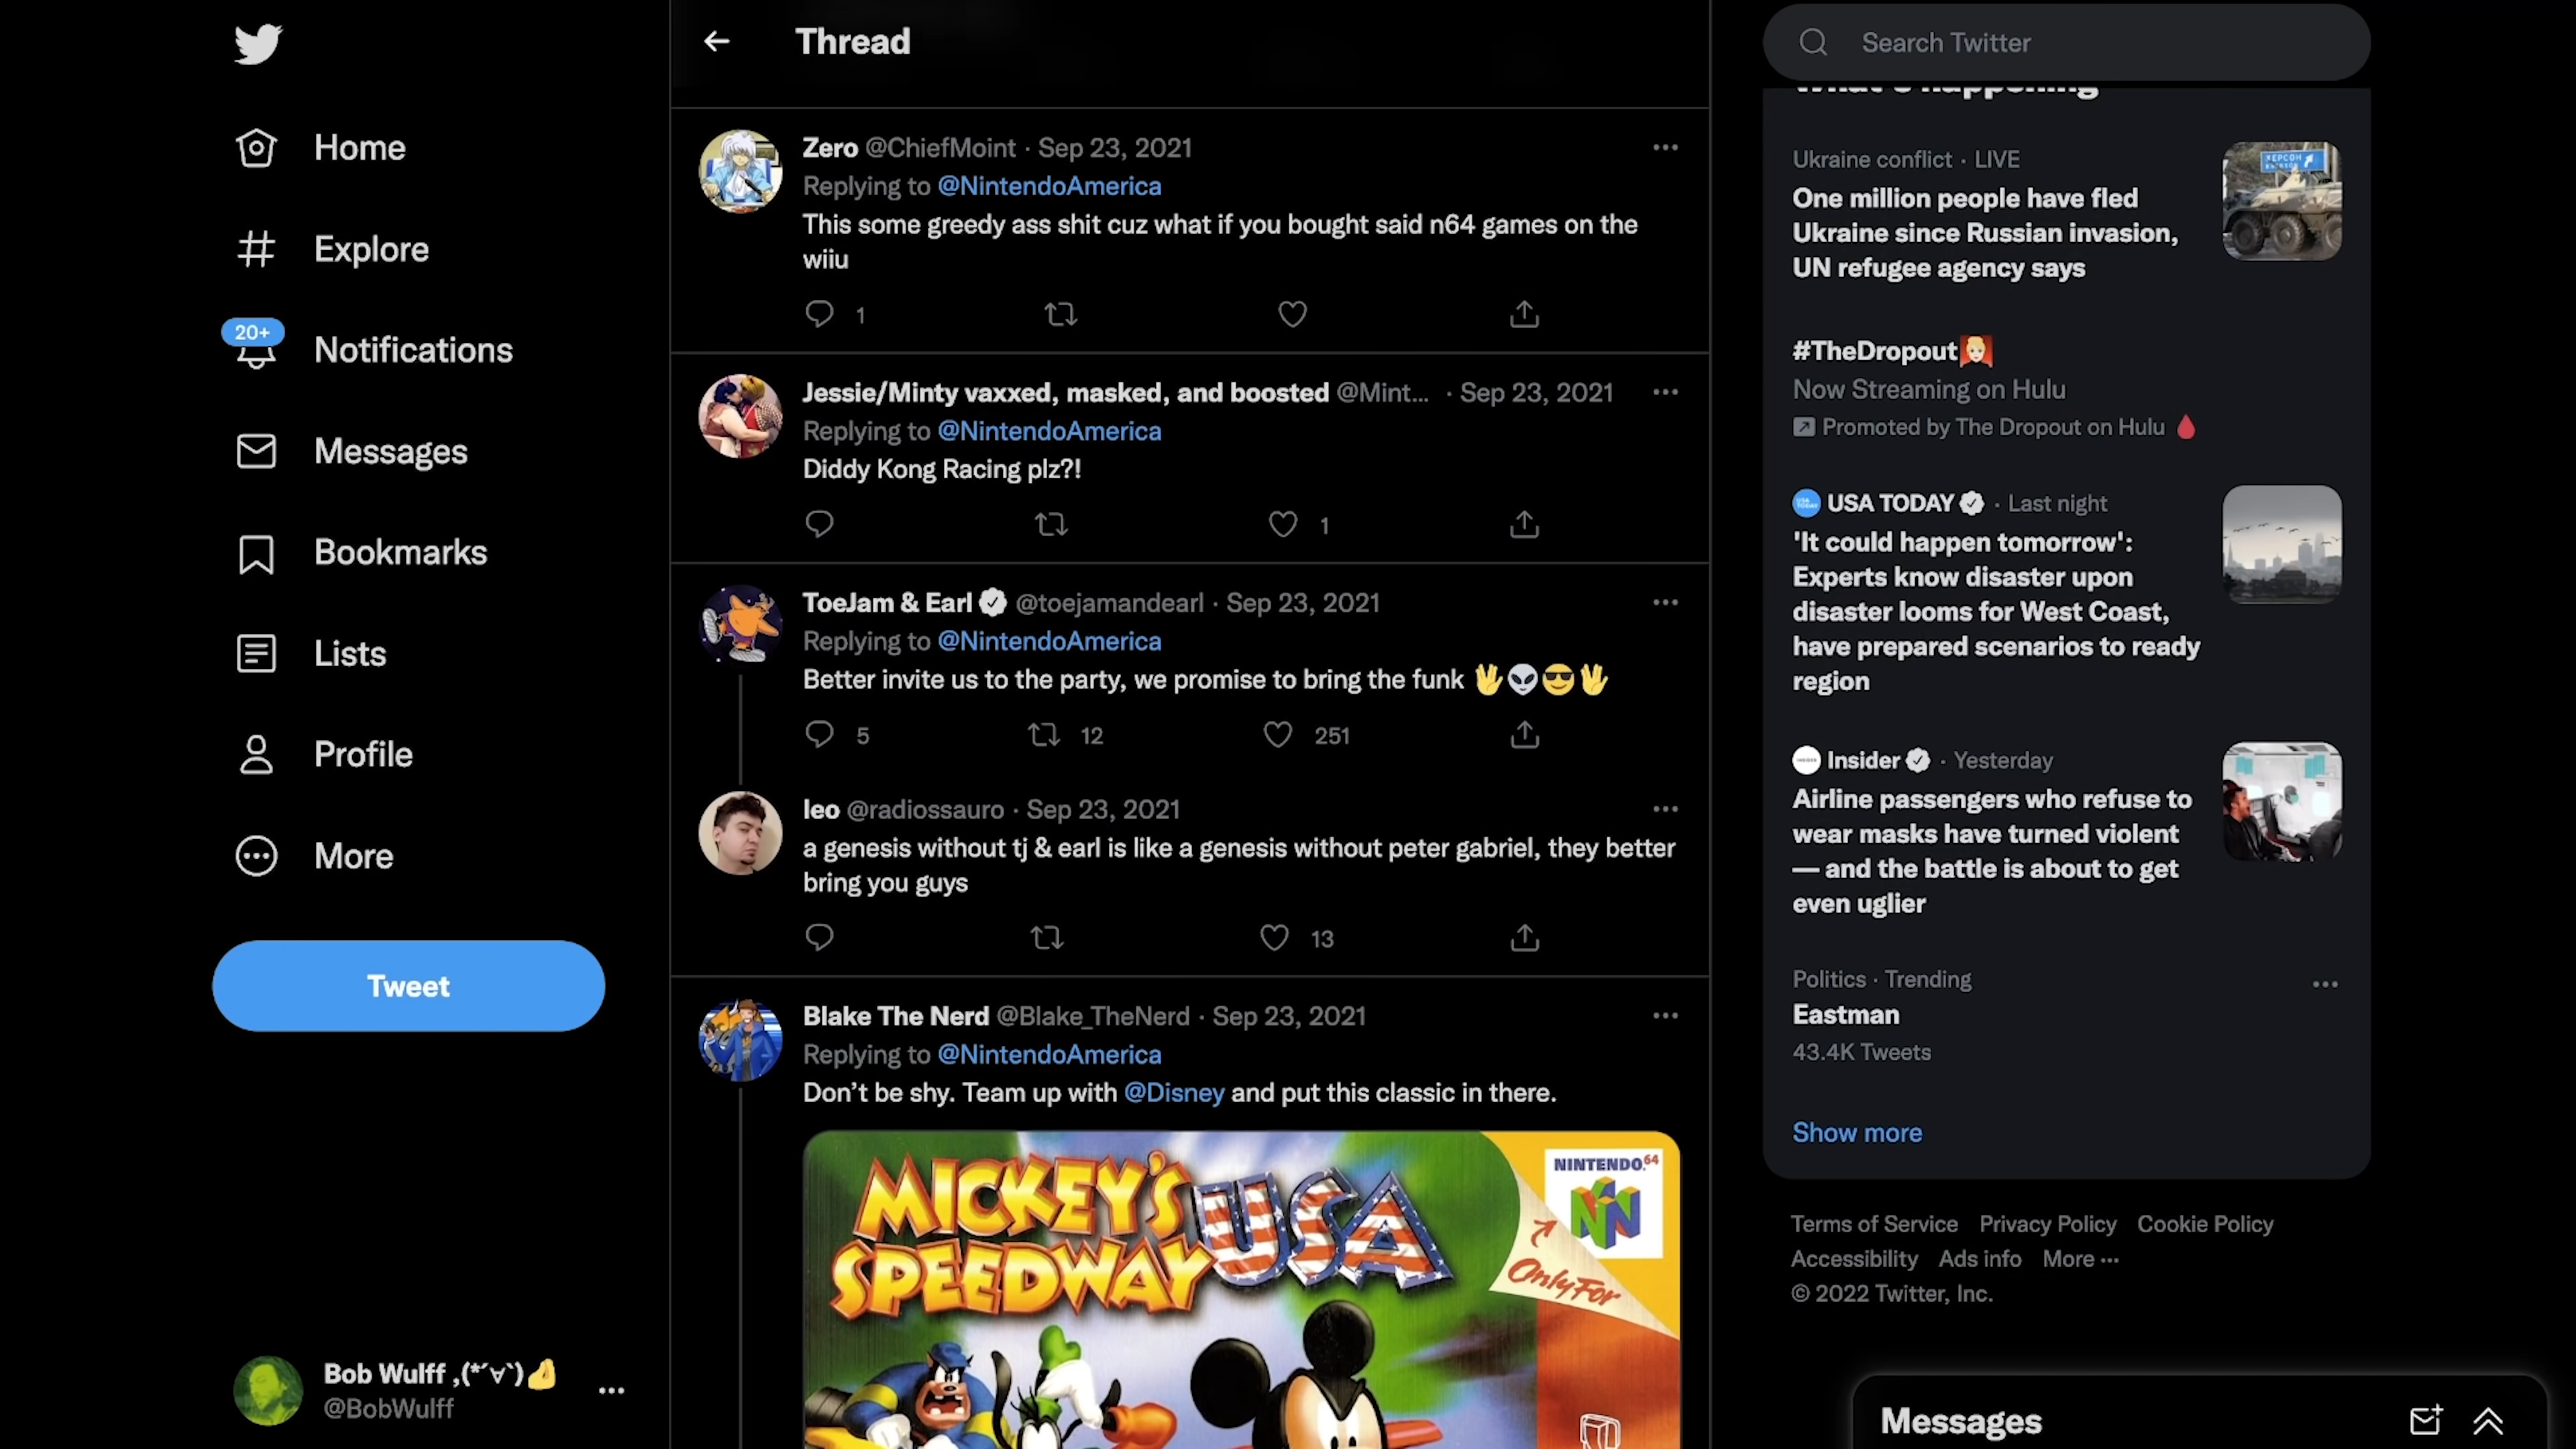 Home
Explore
20+
Notifications
Messages
Bookmarks
Lists
Profile
More
Tweet
Bob Wulff ,(*´∀`)🤌
@BobWulff
Thread
Zero @ChiefMoint · Sep 23, 2021
Replying to @NintendoAmerica
This some greedy ass shit cuz what if you bought said n64 games on the
wiiu
1
Jessie/Minty vaxxed, masked, and boosted @Mint... · Sep 23, 2021
Replying to @NintendoAmerica
Diddy Kong Racing plz?!
1
ToeJam & Earl @toejamandearl · Sep 23, 2021
Replying to @NintendoAmerica
Better invite us to the party, we promise to bring the funk 🖖👽😎🖖
5 12 251
leo @radiossauro · Sep 23, 2021
a genesis without tj & earl is like a genesis without peter gabriel, they better
bring you guys
13
Blake The Nerd @Blake_TheNerd · Sep 23, 2021
Replying to @NintendoAmerica
Don’t be shy. Team up with @Disney and put this classic in there.
MICKEY'S
SPEEDWAY
USA
NINTENDO64
Only For
Search Twitter
What's happening
Ukraine conflict · LIVE
One million people have fled
Ukraine since Russian invasion,
UN refugee agency says
ХЕРСОН
#TheDropout
Now Streaming on Hulu
Promoted by The Dropout on Hulu 🩸
USA TODAY · Last night
'It could happen tomorrow':
Experts know disaster upon
disaster looms for West Coast,
have prepared scenarios to ready
region
Insider · Yesterday
Airline passengers who refuse to
wear masks have turned violent
— and the battle is about to get
even uglier
Politics · Trending
Eastman
43.4K Tweets
Show more
Terms of Service Privacy Policy Cookie Policy
Accessibility Ads info More ···
© 2022 Twitter, Inc.
Messages